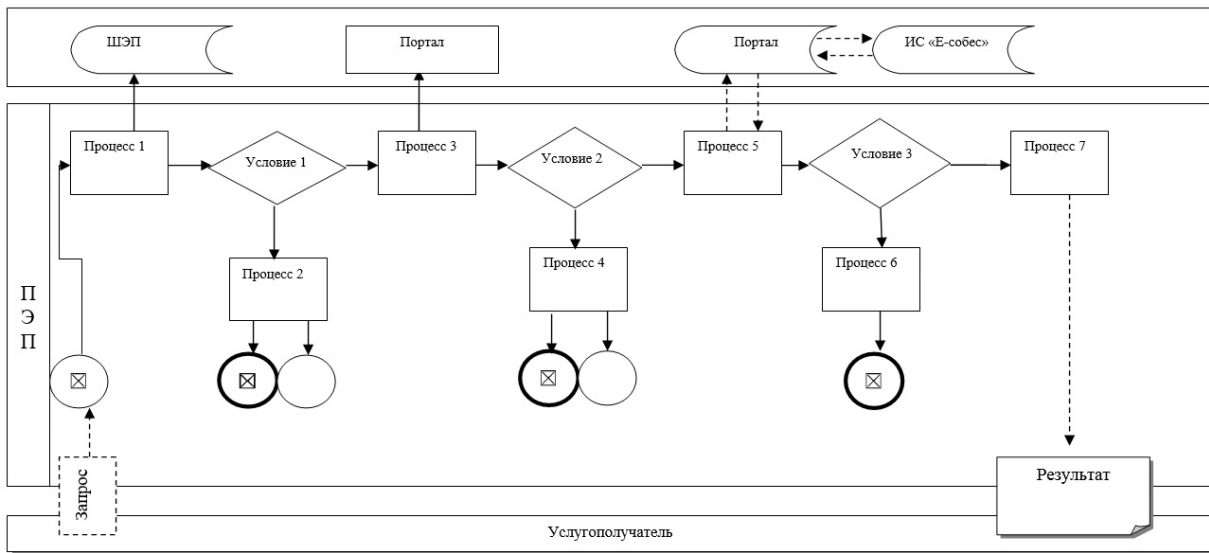 ШЭП
Портал
Портал
ИС «Е-собес»
Процесс 1
Условие 1
Процесс 3
Условие 2
Процесс 5
Условие 3
Процесс 7
Процесс 2
Процесс 4
Процесс 6
ПЭП
Запрос
Результат
Услугополучатель